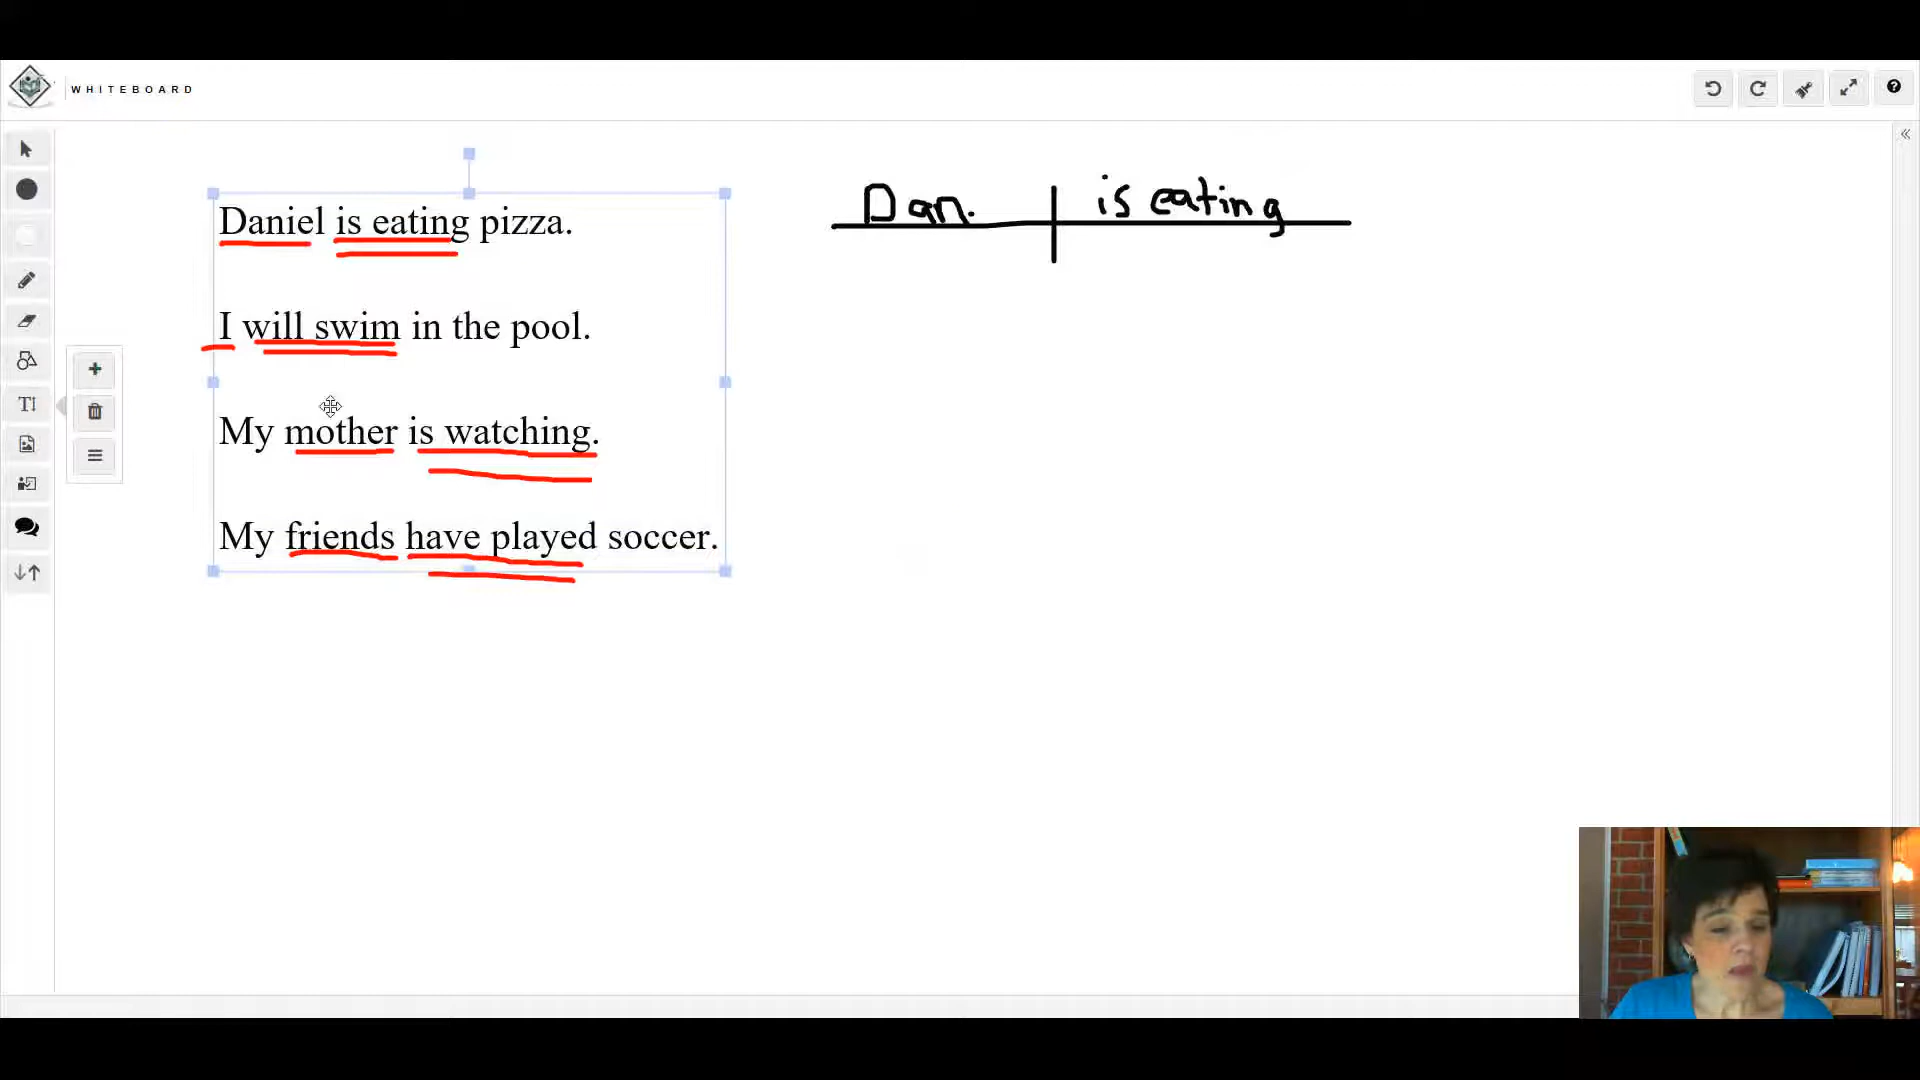 WHITEBOARD
Daniel is eating pizza.
I will swim in the pool.
My mother is watching.
My friends have played soccer.
Dan. is eating
TI
?